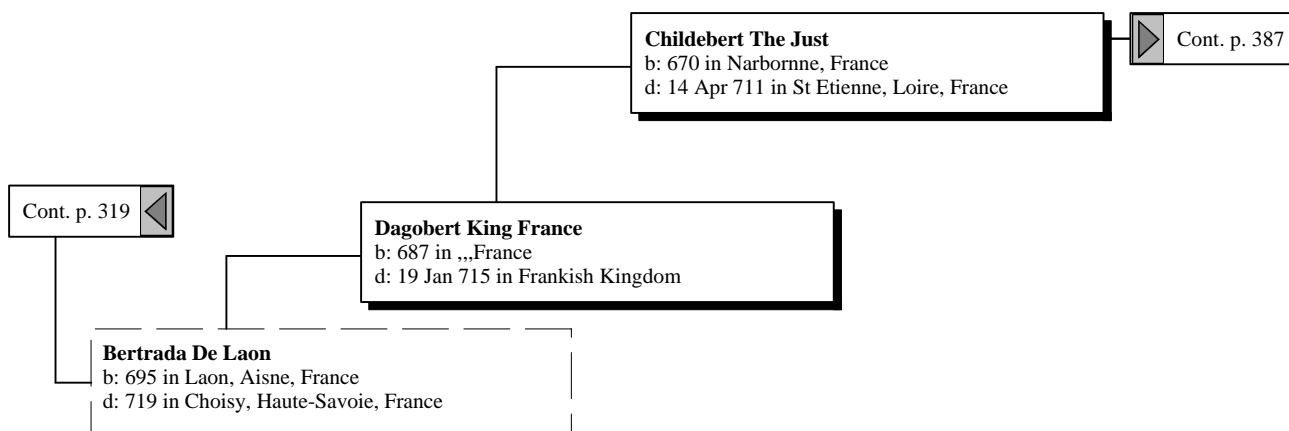 Childebert The Just
b: 670 in Narbornne, France
d: 14 Apr 711 in St Etienne, Loire, France
Cont. p. 387
Cont. p. 319
Dagobert King France
b: 687 in ,,,France
d: 19 Jan 715 in Frankish Kingdom
Bertrada De Laon
b: 695 in Laon, Aisne, France
d: 719 in Choisy, Haute-Savoie, France